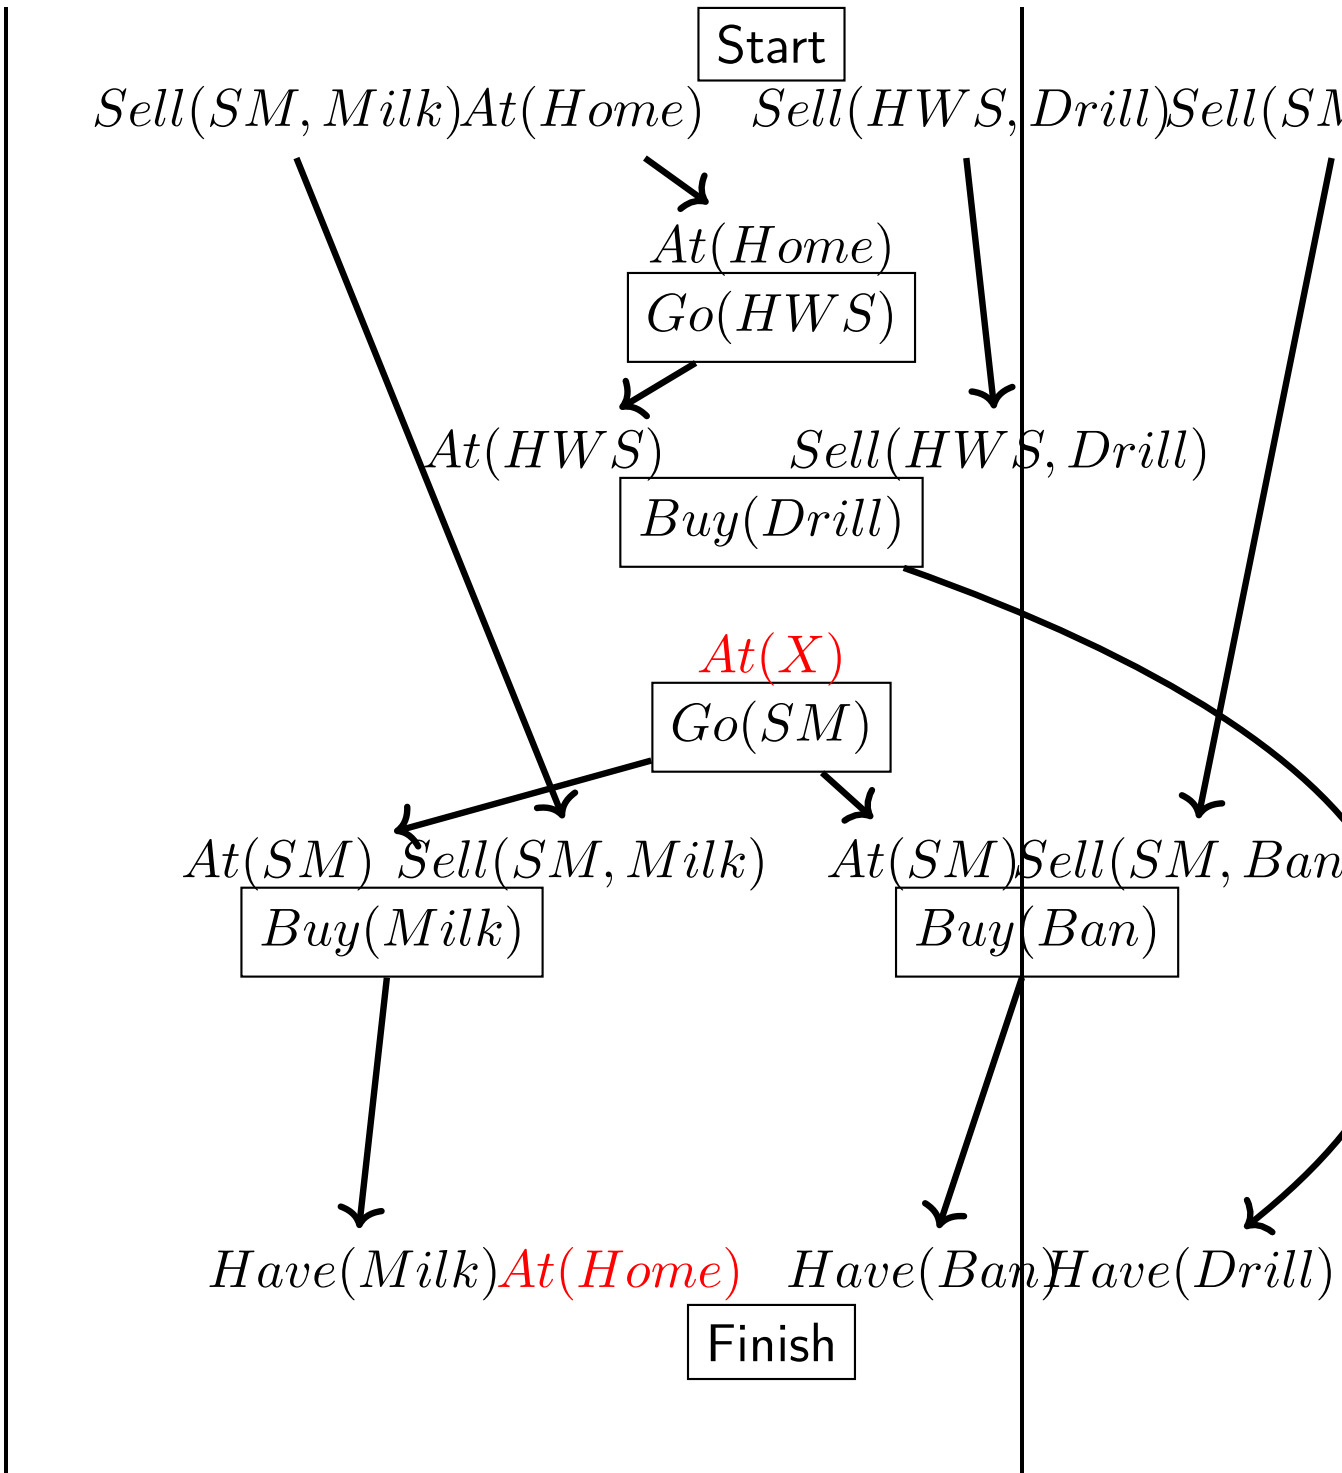 Start
Sell(SM, Milk) At(Home) Sell(HWS, Drill) Sell(SM
At(Home)
Go(HWS)
At(HWS) Sell(HWS, Drill)
Buy(Drill)
At(X)
Go(SM)
At(SM) Sell(SM, Milk) At(SM) Sell(SM, Ban
Buy(Milk) Buy(Ban)
Have(Milk) At(Home) Have(Ban) Have(Drill)
Finish